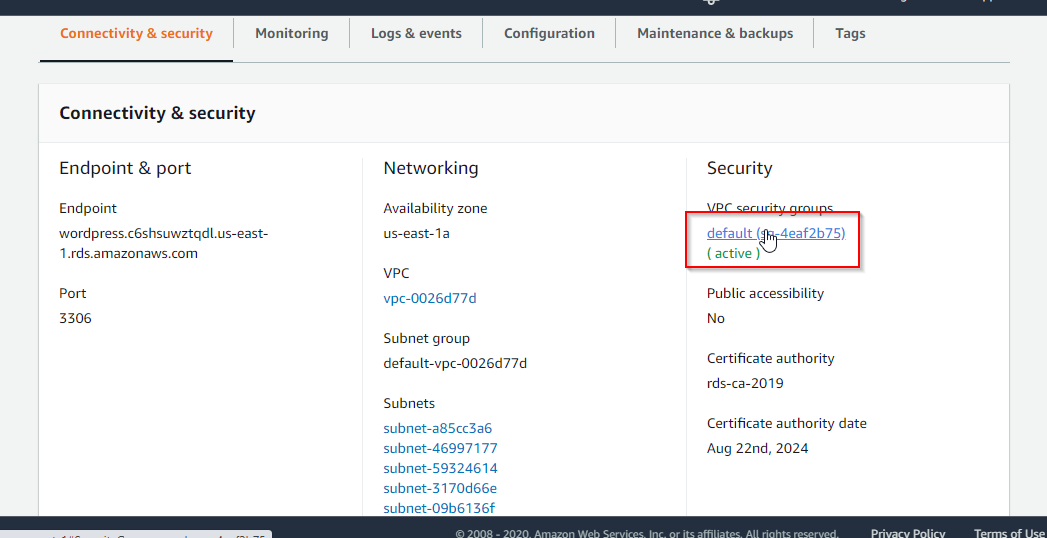 Connectivity & security
Monitoring
Logs & events
Configuration
Maintenance & backups
Tags
Connectivity & security
Endpoint & port
Endpoint
wordpress.c6shsuwztqdl.us-east-
1.rds.amazonaws.com
Port
3306
Networking
Availability zone
us-east-1a
VPC
vpc-0026d77d
Subnet group
default-vpc-0026d77d
Subnets
subnet-a85cc3a6
subnet-46997177
subnet-59324614
subnet-3170d66e
subnet-09b6136f
Security
VPC security groups
default (sg-4eaf2b75)
( active )
Public accessibility
No
Certificate authority
rds-ca-2019
Certificate authority date
Aug 22nd, 2024
© 2008 - 2020, Amazon Web Services, Inc. or its affiliates. All rights reserved.
Privacy Policy
Terms of Use